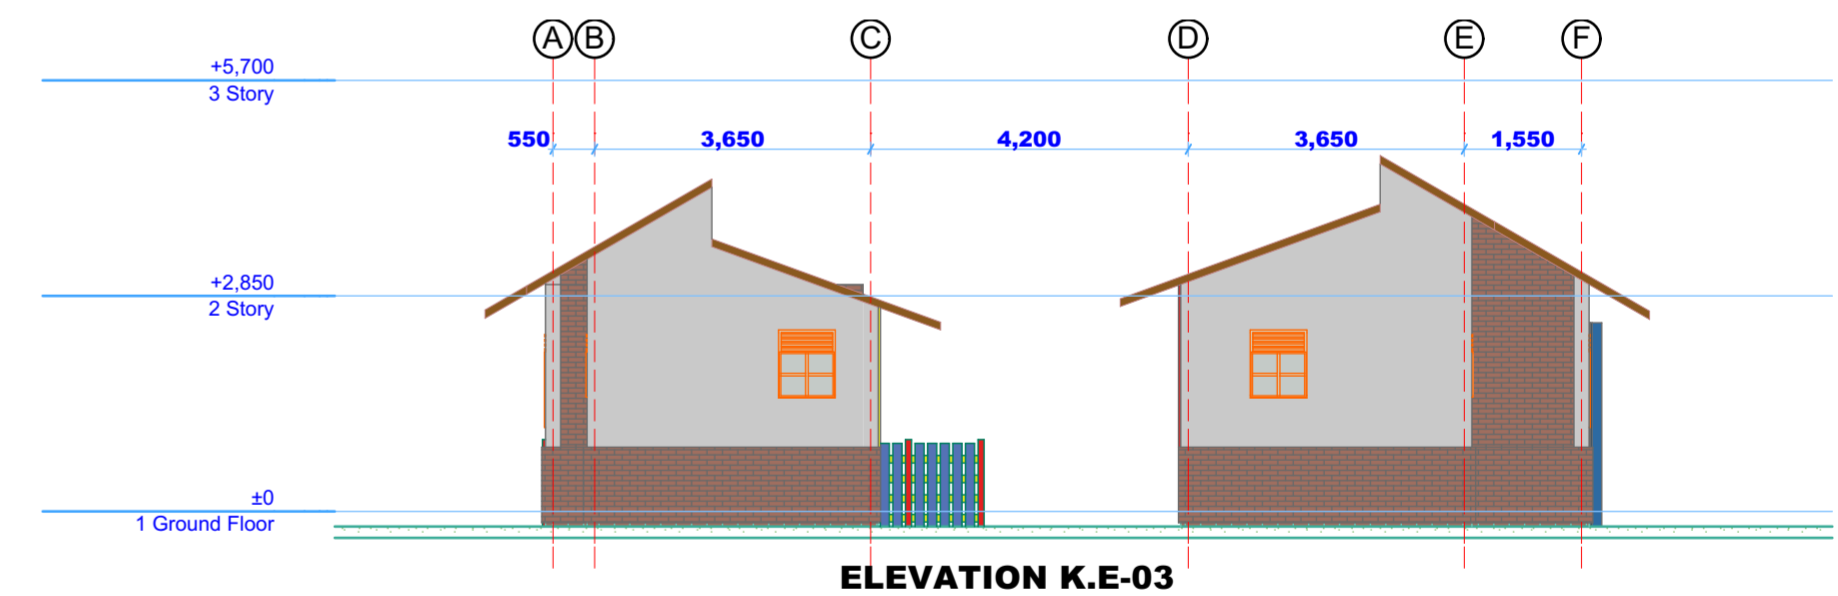 A B C D E F
+5,700
3 Story
550 3,650 4,200 3,650 1,550
+2,850
2 Story
±0
1 Ground Floor
ELEVATION K.E-03